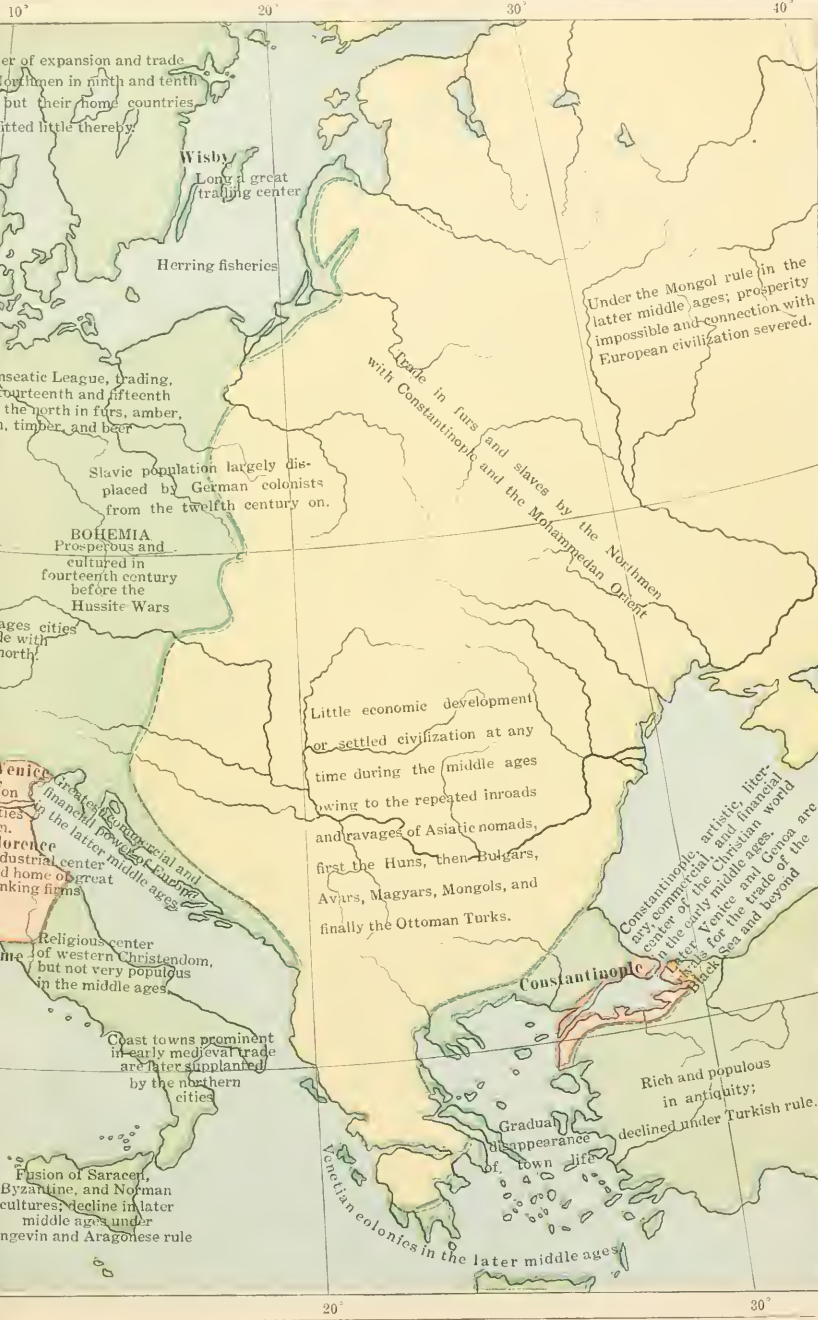 10°
20°
30°
40°
er of expansion and trade
Northmen in ninth and tenth
but their home countries
itted little thereby.
Wisby
Long a great
trading center
Herring fisheries
Under the Mongol rule in the
latter middle ages; prosperity
impossible and connection with
European civilization severed.
nseatic League, trading,
fourteenth and fifteenth
the north in furs, amber,
n, timber, and beer
Trade in furs and slaves by the Northmen
with Constantinople and the Mohammedan Orient
Slavic population largely dis-
placed by German colonists
from the twelfth century on.
BOHEMIA
Prosperous and
cultured in
fourteenth century
before the
Hussite Wars
ages cities
de with
north.
Little economic development
or settled civilization at any
time during the middle ages
owing to the repeated inroads
and ravages of Asiatic nomads,
first the Huns, then Bulgars,
Avars, Magyars, Mongols, and
finally the Ottoman Turks.
Venice
on
ties
n.
Greatest commercial and
financial power of Europe
in the latter middle ages
lorence
dustrial center
d home of great
nking firms
me
Religious center
of western Christendom,
but not very populous
in the middle ages.
Constantinople, artistic, liter-
ary, commercial, and financial
center of the Christian world
in the early middle ages.
Later Venice and Genoa are
rivals for the trade of the
Black Sea and beyond
Constantinople
Coast towns prominent
in early medieval trade
are later supplanted
by the northern
cities
Rich and populous
in antiquity;
declined under Turkish rule.
Gradual
disappearance
of town life
Fusion of Saracen,
Byzantine, and Norman
cultures; decline in later
middle ages under
ngevin and Aragonese rule
Venetian colonies in the later middle ages
20°
30°